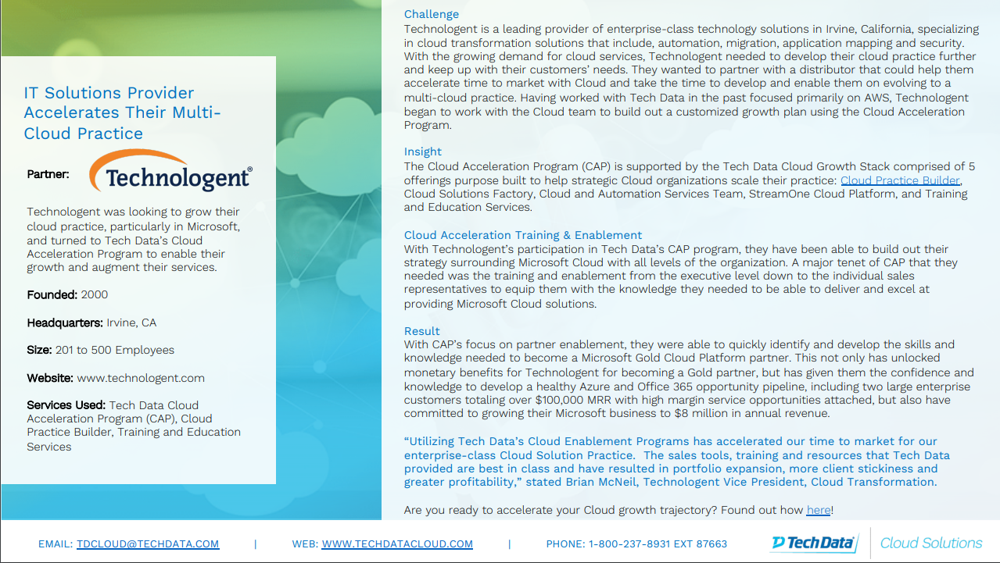 IT Solutions Provider
Accelerates Their Multi-
Cloud Practice
Partner:
Technologent®
Technologent was looking to grow their
cloud practice, particularly in Microsoft,
and turned to Tech Data's Cloud
Acceleration Program to enable their
growth and augment their services.
Founded: 2000
Headquarters: Irvine, CA
Size: 201 to 500 Employees
Website: www.technologent.com
Services Used: Tech Data Cloud
Acceleration Program (CAP), Cloud
Practice Builder, Training and Education
Services
Challenge
Technologent is a leading provider of enterprise-class technology solutions in Irvine, California, specializing
in cloud transformation solutions that include, automation, migration, application mapping and security.
With the growing demand for cloud services, Technologent needed to develop their cloud practice further
and keep up with their customers' needs. They wanted to partner with a distributor that could help them
accelerate time to market with Cloud and take the time to develop and enable them on evolving to a
multi-cloud practice. Having worked with Tech Data in the past focused primarily on AWS, Technologent
began to work with the Cloud team to build out a customized growth plan using the Cloud Acceleration
Program.
Insight
The Cloud Acceleration Program (CAP) is supported by the Tech Data Cloud Growth Stack comprised of 5
offerings purpose built to help strategic Cloud organizations scale their practice: Cloud Practice Builder,
Cloud Solutions Factory, Cloud and Automation Services Team, StreamOne Cloud Platform, and Training
and Education Services.
Cloud Acceleration Training & Enablement
With Technologent's participation in Tech Data's CAP program, they have been able to build out their
strategy surrounding Microsoft Cloud with all levels of the organization. A major tenet of CAP that they
needed was the training and enablement from the executive level down to the individual sales
representatives to equip them with the knowledge they needed to be able to deliver and excel at
providing Microsoft Cloud solutions.
Result
With CAP's focus on partner enablement, they were able to quickly identify and develop the skills and
knowledge needed to become a Microsoft Gold Cloud Platform partner. This not only has unlocked
monetary benefits for Technologent for becoming a Gold partner, but has given them the confidence and
knowledge to develop a healthy Azure and Office 365 opportunity pipeline, including two large enterprise
customers totaling over $100,000 MRR with high margin service opportunities attached, but also have
committed to growing their Microsoft business to $8 million in annual revenue.
"Utilizing Tech Data's Cloud Enablement Programs has accelerated our time to market for our
enterprise-class Cloud Solution Practice. The sales tools, training and resources that Tech Data
provided are best in class and have resulted in portfolio expansion, more client stickiness and
greater profitability," stated Brian McNeil, Technologent Vice President, Cloud Transformation.
Are you ready to accelerate your Cloud growth trajectory? Found out how here!
EMAIL: TDCLOUD@TECHDATA.COM | WEB: WWW.TECHDATACLOUD.COM | PHONE: 1-800-237-8931 EXT 87663
Tech Data Cloud Solutions